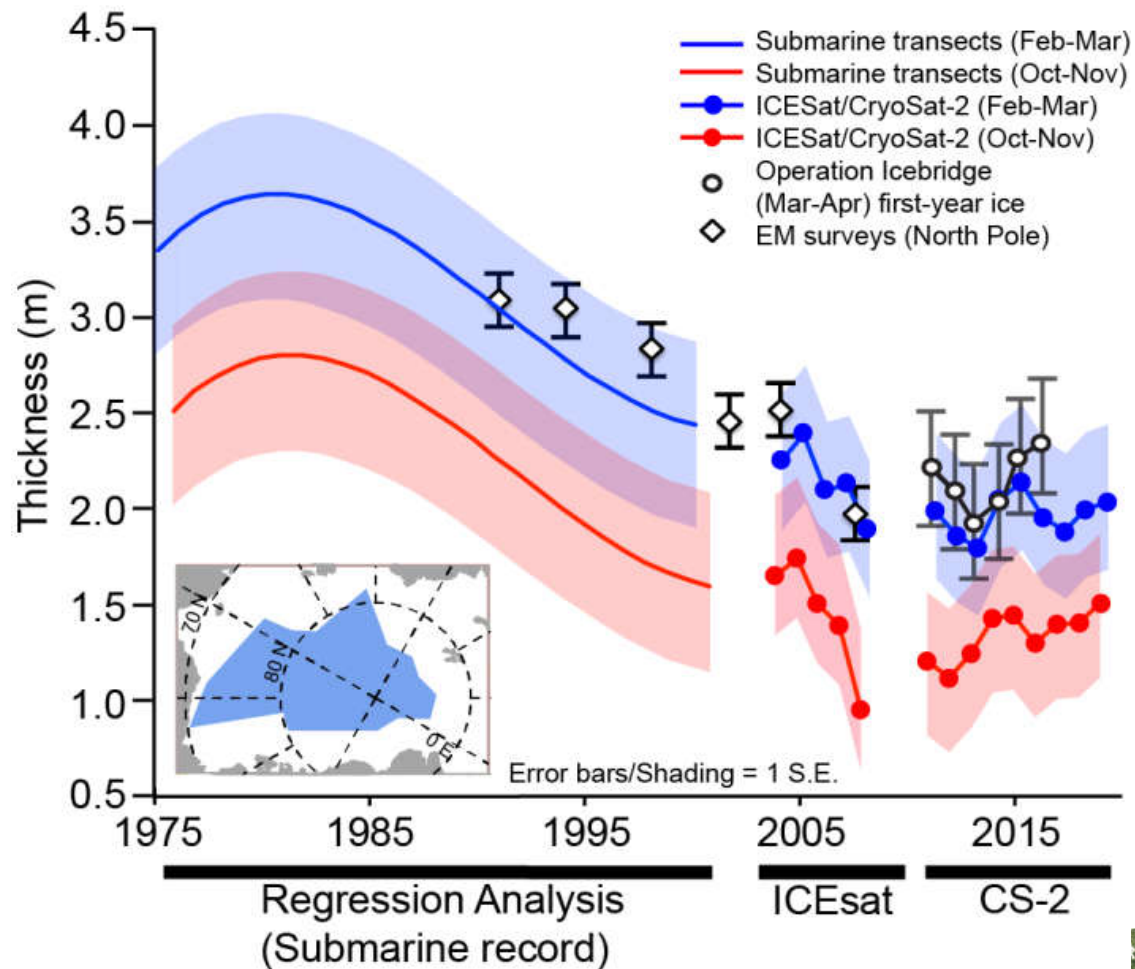 4.5
4.0
3.5
3.0
2.5
2.0
1.5
1.0
0.5
Thickness (m)
Submarine transects (Feb-Mar)
Submarine transects (Oct-Nov)
ICESat/CryoSat-2 (Feb-Mar)
ICESat/CryoSat-2 (Oct-Nov)
Operation Icebridge
(Mar-Apr) first-year ice
EM surveys (North Pole)
70 N
80 N
0 E
Error bars/Shading = 1 S.E.
1975 1985 1995 2005 2015
Regression Analysis
(Submarine record)
ICEsat
CS-2